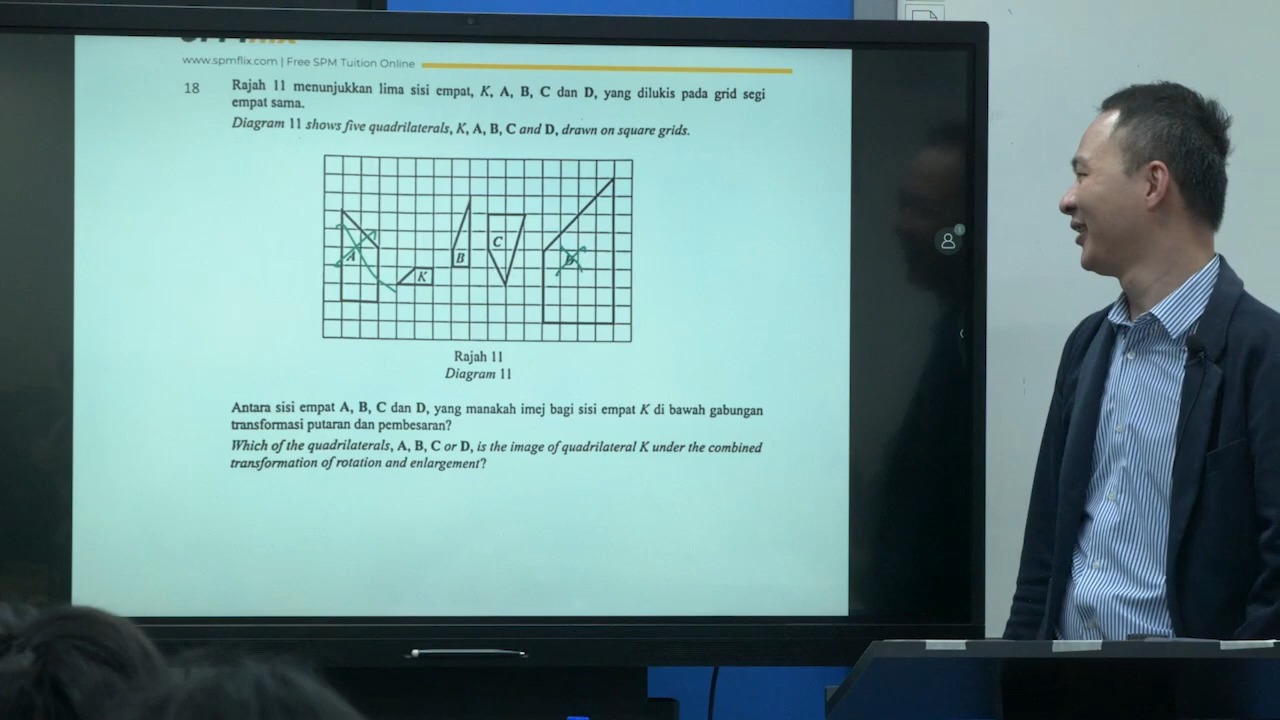 www.spmflix.com | Free SPM Tuition Online
18 Rajah 11 menunjukkan lima sisi empat, K, A, B, C dan D, yang dilukis pada grid segi
empat sama.
Diagram 11 shows five quadrilaterals, K, A, B, C and D, drawn on square grids.
A
K
B
C
Rajah 11
Diagram 11
Antara sisi empat A, B, C dan D, yang manakah imej bagi sisi empat K di bawah gabungan
transformasi putaran dan pembesaran?
Which of the quadrilaterals, A, B, C or D, is the image of quadrilateral K under the combined
transformation of rotation and enlargement?